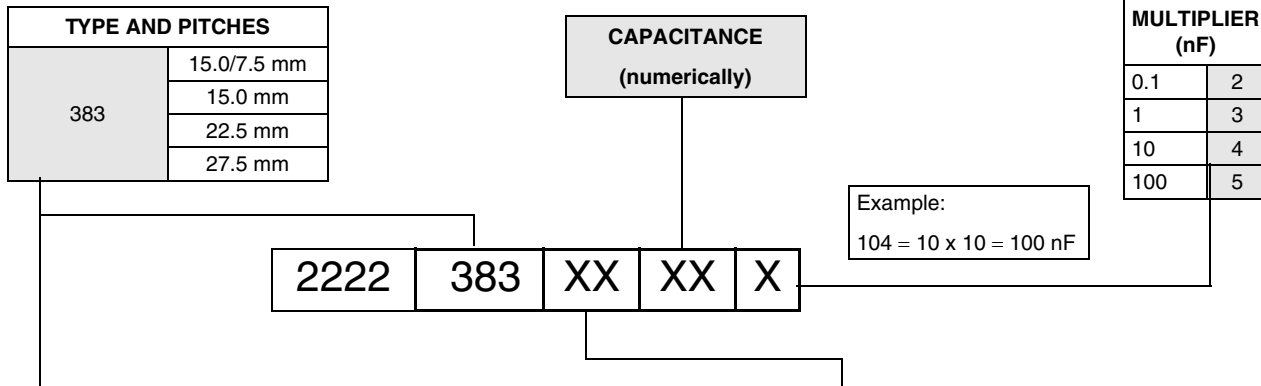 TYPE AND PITCHES
383
15.0/7.5 mm
15.0 mm
22.5 mm
27.5 mm
CAPACITANCE
(numerically)
MULTIPLIER
(nF)
0.1 2
1 3
10 4
100 5
Example:
104 = 10 x 10 = 100 nF
2222 383 XX XX X